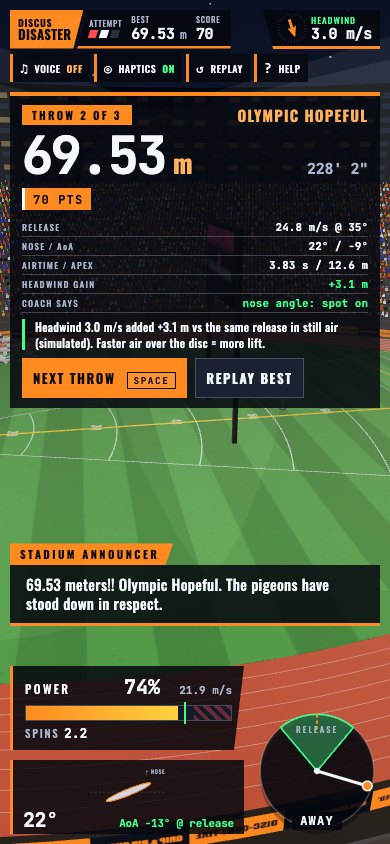 DISCUS
DISASTER
ATTEMPT
BEST
69.53 m
SCORE
70
HEADWIND
3.0 m/s
♫ VOICE OFF
◎ HAPTICS ON
↺ REPLAY
? HELP
THROW 2 OF 3
OLYMPIC HOPEFUL
69.53 m
228' 2"
70 PTS
RELEASE 24.8 m/s @ 35°
NOSE / AoA 22° / -9°
AIRTIME / APEX 3.83 s / 12.6 m
HEADWIND GAIN +3.1 m
COACH SAYS nose angle: spot on
Headwind 3.0 m/s added +3.1 m vs the same release in still air
(simulated). Faster air over the disc = more lift.
NEXT THROW SPACE
REPLAY BEST
STADIUM ANNOUNCER
69.53 meters!! Olympic Hopeful. The pigeons have
stood down in respect.
POWER 74% 21.9 m/s
SPINS 2.2
↑ NOSE
22° AoA -13° @ release
RELEASE
AWAY